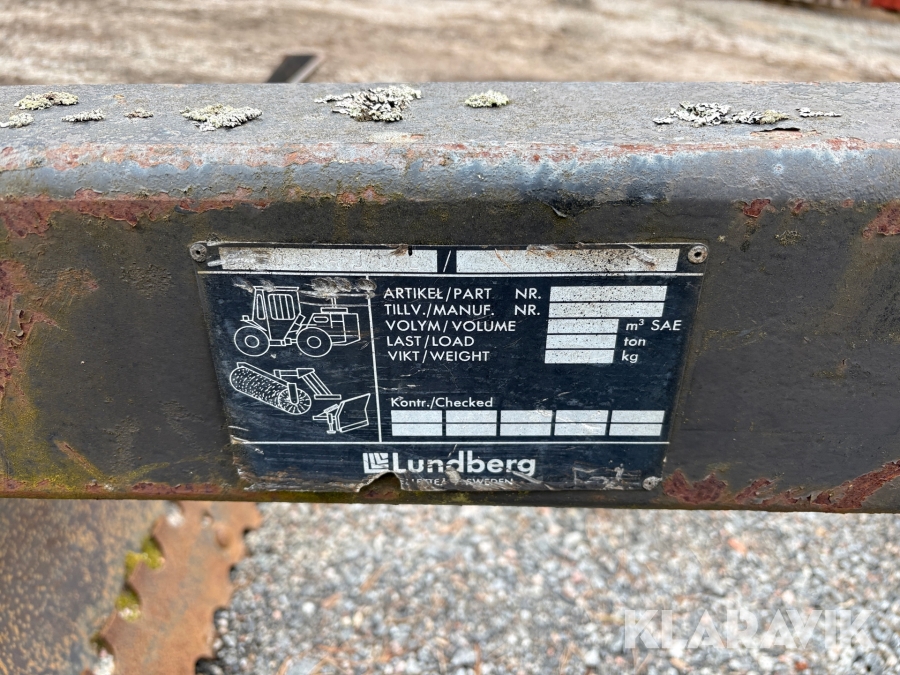 /
ARTIKEL/PART NR.
TILLV./MANUF. NR.
VOLYM/VOLUME m³ SAE
LAST/LOAD ton
VIKT/WEIGHT kg
Kontr./Checked
Lundberg
SWEDEN
KLARAVIK